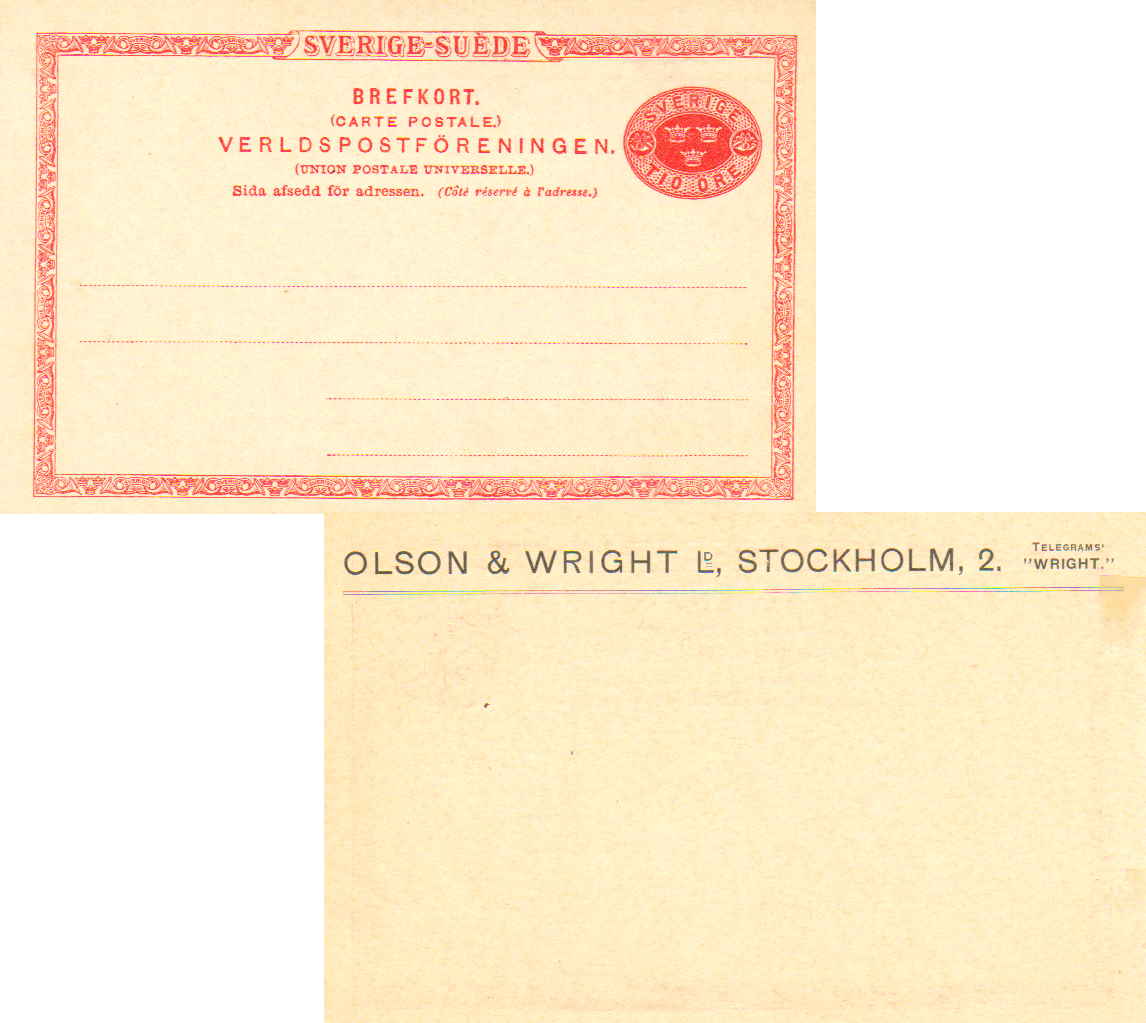 SVERIGE-SUÈDE
BREFKORT.
(CARTE POSTALE.)
VERLDSPOSTFÖRENINGEN.
(UNION POSTALE UNIVERSELLE.)
Sida afsedd för adressen. (Côté réservé à l'adresse.)
SVERIGE
TIO ÖRE
OLSON & WRIGHT LD, STOCKHOLM, 2.
TELEGRAMS'
"WRIGHT."